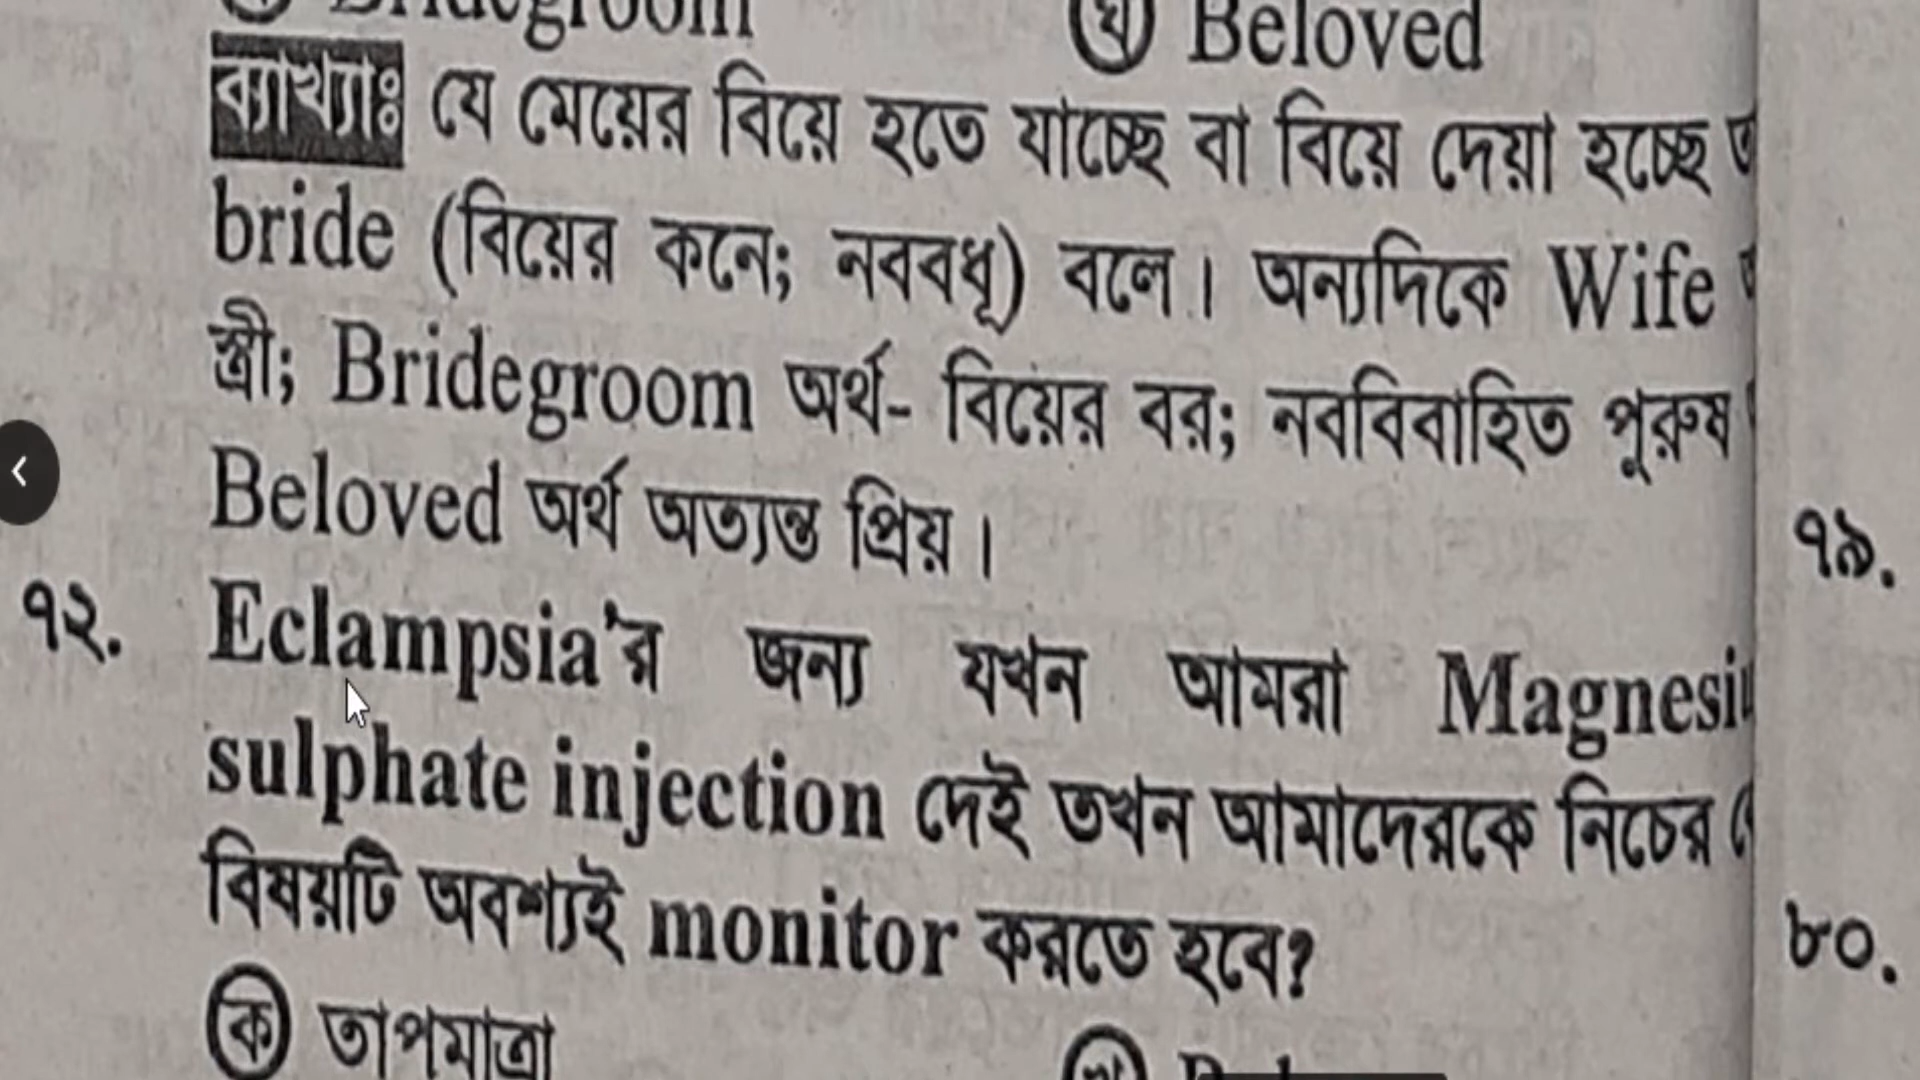 Bridegroom ঘ Beloved
ব্যাখ্যাঃ যে মেয়ের বিয়ে হতে যাচ্ছে বা বিয়ে দেয়া হচ্ছে
bride (বিয়ের কনে; নববধূ) বলে। অন্যদিকে Wife
স্ত্রী; Bridegroom অর্থ- বিয়ের বর; নববিবাহিত পুরুষ
Beloved অর্থ অত্যন্ত প্রিয়।
৭৯.
৭২. Eclampsia'র জন্য যখন আমরা
sulphate injection দেই তখন আমাদেরকে নিচের
বিষয়টি অবশ্যই monitor করতে হবে?
৮০.
ক তাপমাত্রা